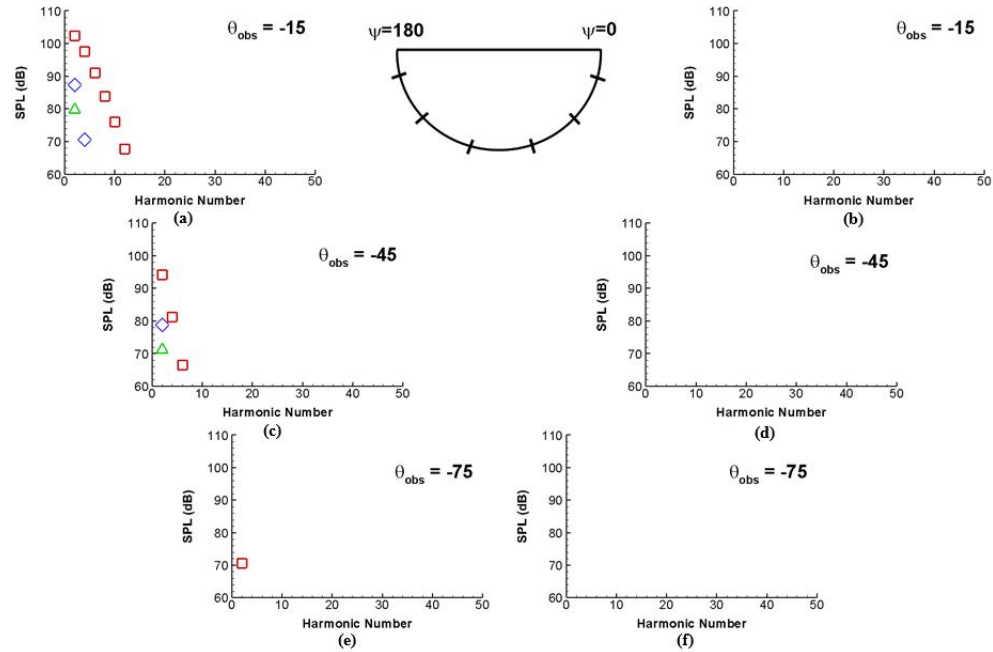 110
100
90
80
70
60
SPL (dB)
θobs = -15
0 10 20 30 40 50
Harmonic Number
(a)
ψ=180 ψ=0
110
100
90
80
70
60
SPL (dB)
θobs = -15
0 10 20 30 40 50
Harmonic Number
(b)
110
100
90
80
70
60
SPL (dB)
θobs = -45
0 10 20 30 40 50
Harmonic Number
(c)
110
100
90
80
70
60
SPL (dB)
θobs = -45
0 10 20 30 40 50
Harmonic Number
(d)
110
100
90
80
70
60
SPL (dB)
θobs = -75
0 10 20 30 40 50
Harmonic Number
(e)
110
100
90
80
70
60
SPL (dB)
θobs = -75
0 10 20 30 40 50
Harmonic Number
(f)